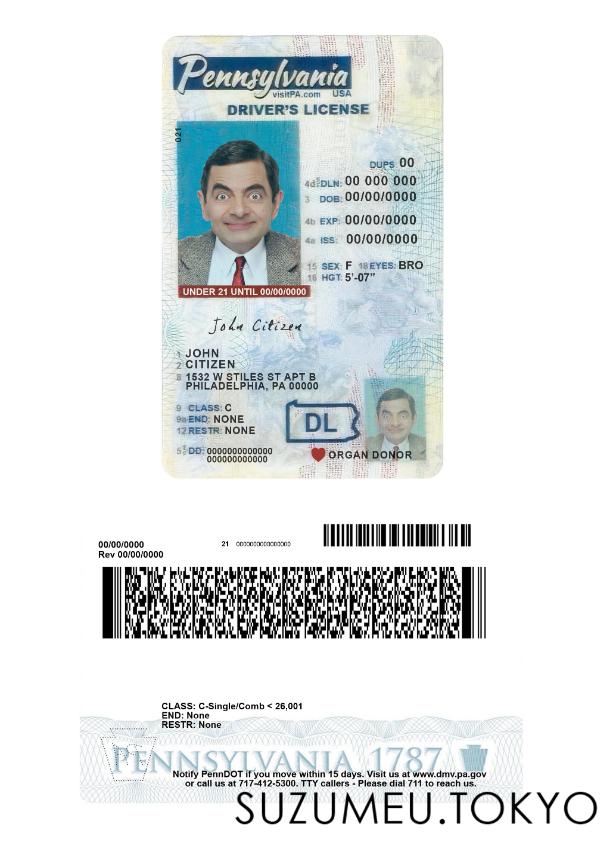 Pennsylvania
visitPA.com USA
DRIVER'S LICENSE
021
DUPS 00
4d DLN: 00 000 000
3 DOB: 00/00/0000
4b EXP: 00/00/0000
4a ISS: 00/00/0000
15 SEX: F 18 EYES: BRO
16 HGT: 5'-07"
UNDER 21 UNTIL 00/00/0000
John Citizen
1 JOHN
2 CITIZEN
8 1532 W STILES ST APT B
PHILADELPHIA, PA 00000
9 CLASS: C
9a END: NONE
12 RESTR: NONE
DL
5 DD: 0000000000000
000000000000
ORGAN DONOR
00/00/0000
Rev 00/00/0000
21 0000000000000000
CLASS: C-Single/Comb < 26,001
END: None
RESTR: None
PENNSYLVANIA 1787
Notify PennDOT if you move within 15 days. Visit us at www.dmv.pa.gov
or call us at 717-412-5300. TTY callers - Please dial 711 to reach us.
SUZUMEU.TOKYO